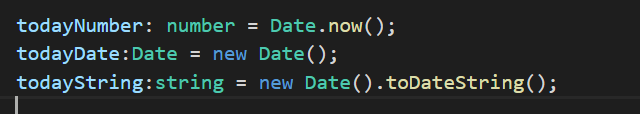 todayNumber: number = Date.now();
todayDate:Date = new Date();
todayString:string = new Date().toDateString();